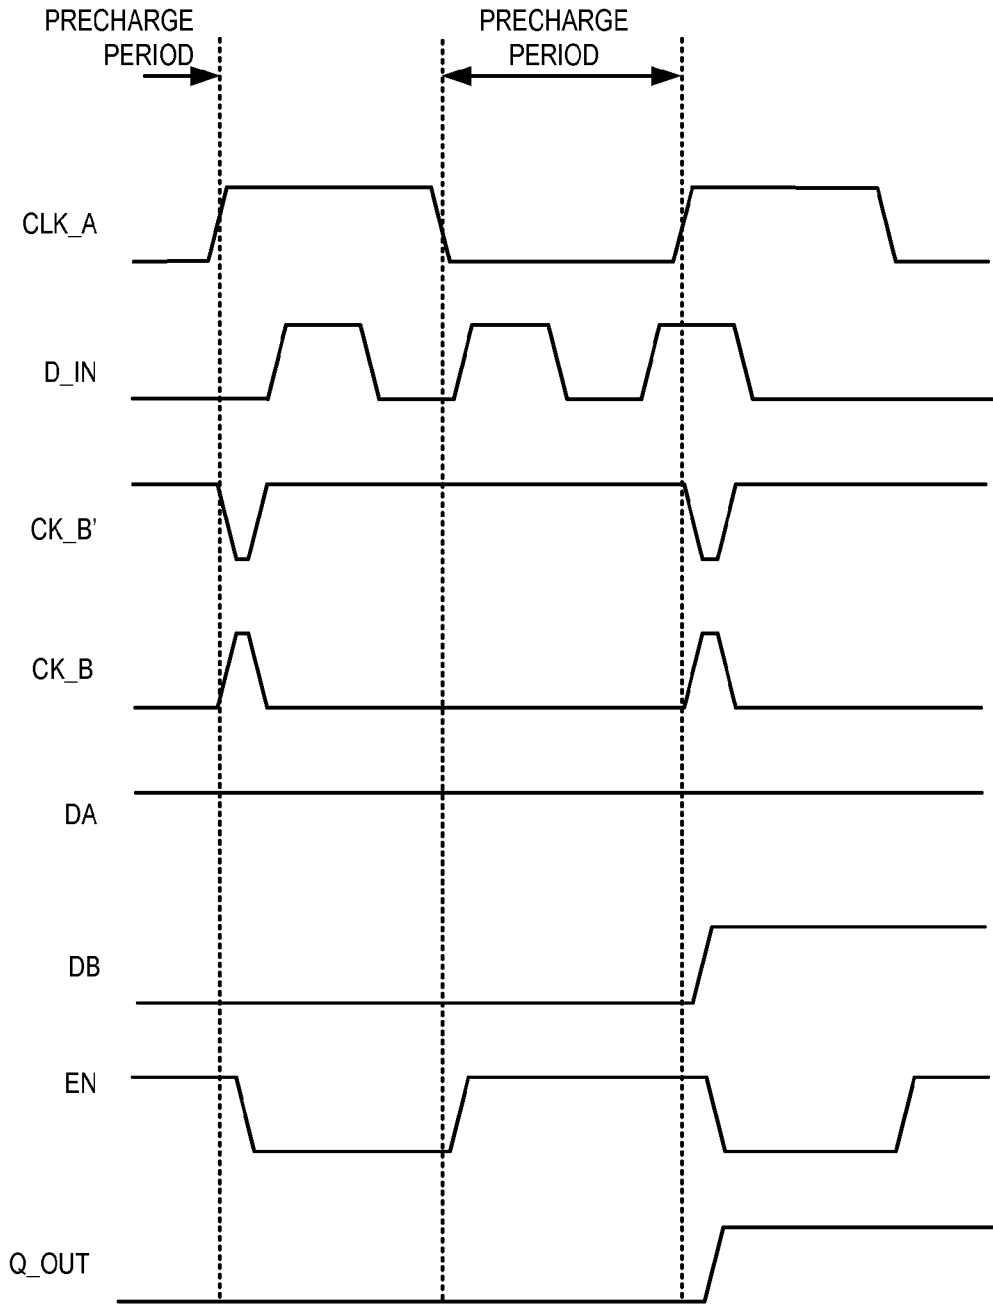 PRECHARGE
PERIOD
PRECHARGE
PERIOD
CLK_A
D_IN
CK_B’
CK_B
DA
DB
EN
Q_OUT